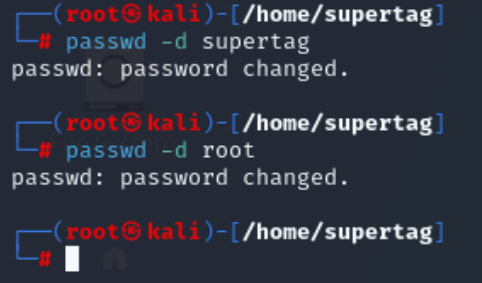 ┌──(root㉿kali)-[/home/supertag]
└─# passwd -d supertag
passwd: password changed.
┌──(root㉿kali)-[/home/supertag]
└─# passwd -d root
passwd: password changed.
┌──(root㉿kali)-[/home/supertag]
└─#